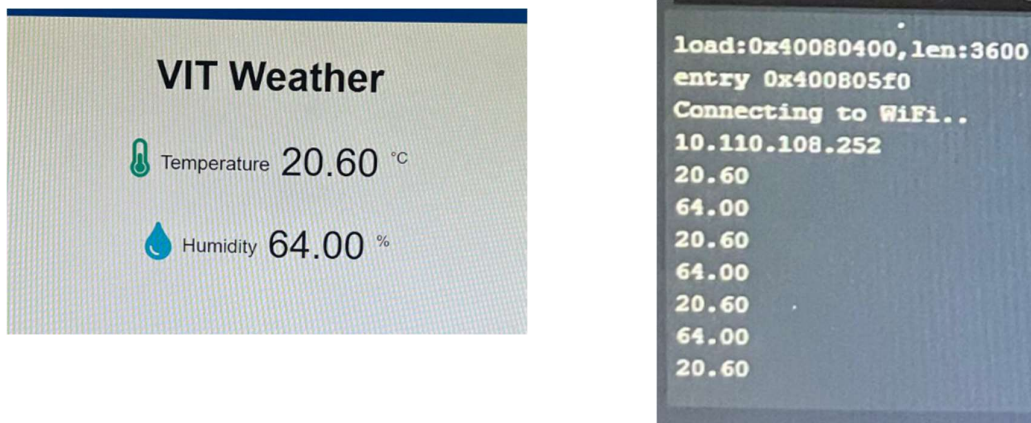 VIT Weather
Temperature 20.60 °C
Humidity 64.00 %
load:0x40080400,len:3600
entry 0x400805f0
Connecting to WiFi..
10.110.108.252
20.60
64.00
20.60
64.00
20.60
64.00
20.60